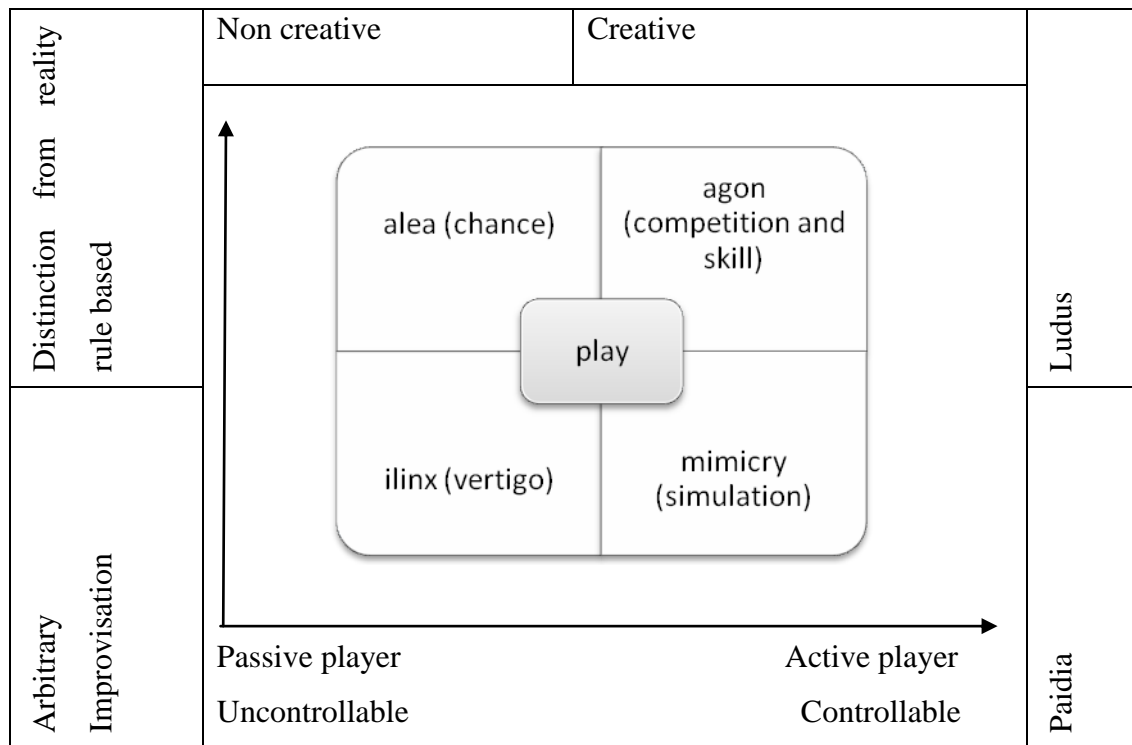 Non creative
Creative
Distinction from reality
rule based
alea (chance)
agon
(competition and
skill)
Ludus
play
ilinx (vertigo)
mimicry
(simulation)
Arbitrary
Improvisation
Paidia
Passive player
Active player
Uncontrollable
Controllable